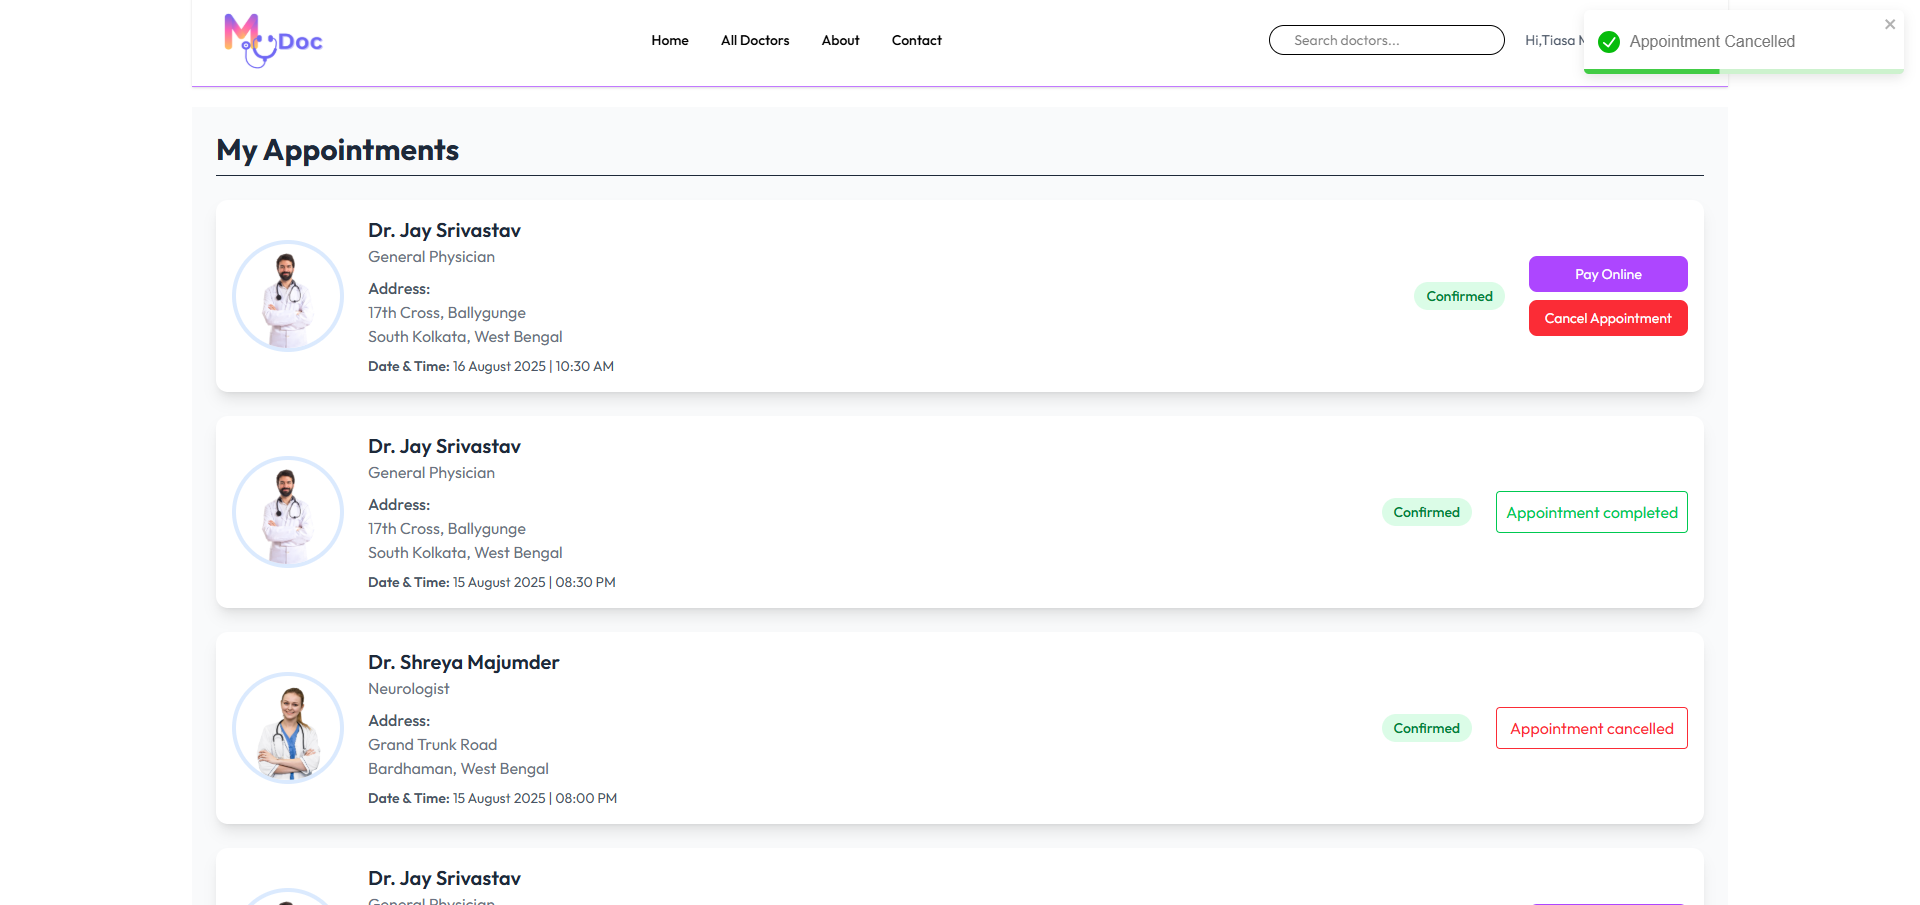 MyDoc
Home
All Doctors
About
Contact
Search doctors...
Hi,Tiasa
Appointment Cancelled
My Appointments
Dr. Jay Srivastav
General Physician
Address:
17th Cross, Ballygunge
South Kolkata, West Bengal
Date & Time: 16 August 2025 | 10:30 AM
Confirmed
Pay Online
Cancel Appointment
Dr. Jay Srivastav
General Physician
Address:
17th Cross, Ballygunge
South Kolkata, West Bengal
Date & Time: 15 August 2025 | 08:30 PM
Confirmed
Appointment completed
Dr. Shreya Majumder
Neurologist
Address:
Grand Trunk Road
Bardhaman, West Bengal
Date & Time: 15 August 2025 | 08:00 PM
Confirmed
Appointment cancelled
Dr. Jay Srivastav
General Physician